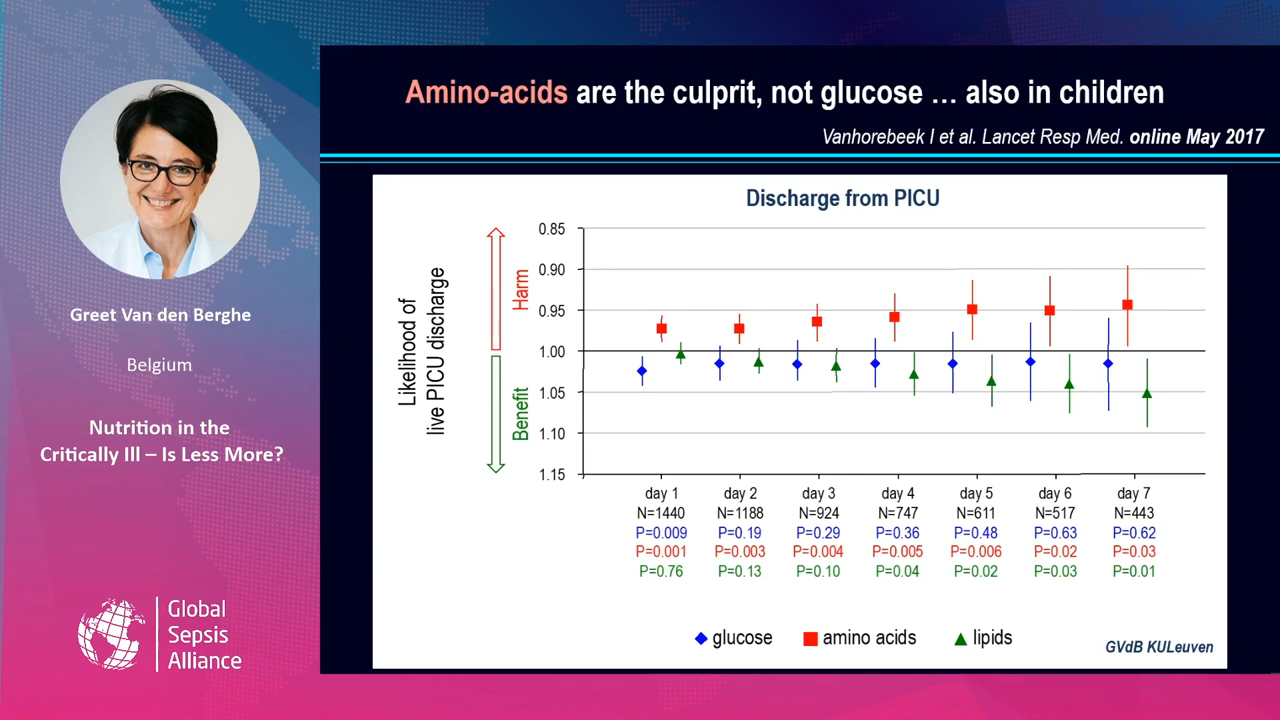 Greet Van den Berghe
Belgium
Nutrition in the
Critically Ill – Is Less More?
Global
Sepsis
Alliance
Amino-acids are the culprit, not glucose … also in children
Vanhorebeek I et al. Lancet Resp Med. online May 2017
Discharge from PICU
Likelihood of
live PICU discharge
Harm
Benefit
0.85
0.90
0.95
1.00
1.05
1.10
1.15
day 1 day 2 day 3 day 4 day 5 day 6 day 7
N=1440 N=1188 N=924 N=747 N=611 N=517 N=443
P=0.009 P=0.19 P=0.29 P=0.36 P=0.48 P=0.63 P=0.62
P=0.001 P=0.003 P=0.004 P=0.005 P=0.006 P=0.02 P=0.03
P=0.76 P=0.13 P=0.10 P=0.04 P=0.02 P=0.03 P=0.01
glucose amino acids lipids
GVdB KULeuven